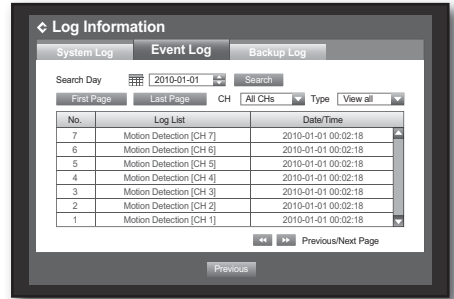 Log Information
System Log Event Log Backup Log
Search Day 2010-01-01 Search
First Page Last Page CH All CHs Type View all
No. Log List Date/Time
7 Motion Detection [CH 7] 2010-01-01 00:02:18
6 Motion Detection [CH 6] 2010-01-01 00:02:18
5 Motion Detection [CH 5] 2010-01-01 00:02:18
4 Motion Detection [CH 4] 2010-01-01 00:02:18
3 Motion Detection [CH 3] 2010-01-01 00:02:18
2 Motion Detection [CH 2] 2010-01-01 00:02:18
1 Motion Detection [CH 1] 2010-01-01 00:02:18
Previous/Next Page
Previous